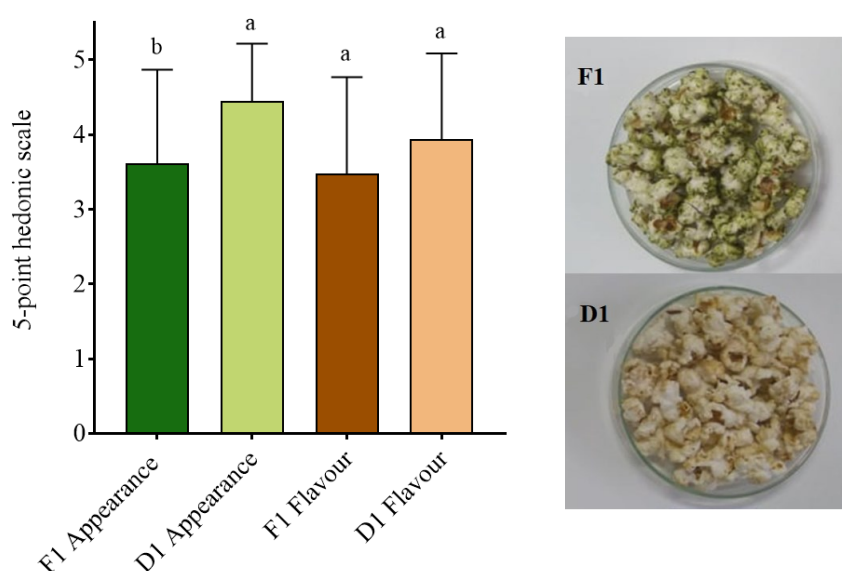 5-point hedonic scale
5
4
3
2
1
0
b
a
a
a
F1 Appearance
D1 Appearance
F1 Flavour
D1 Flavour
F1
D1